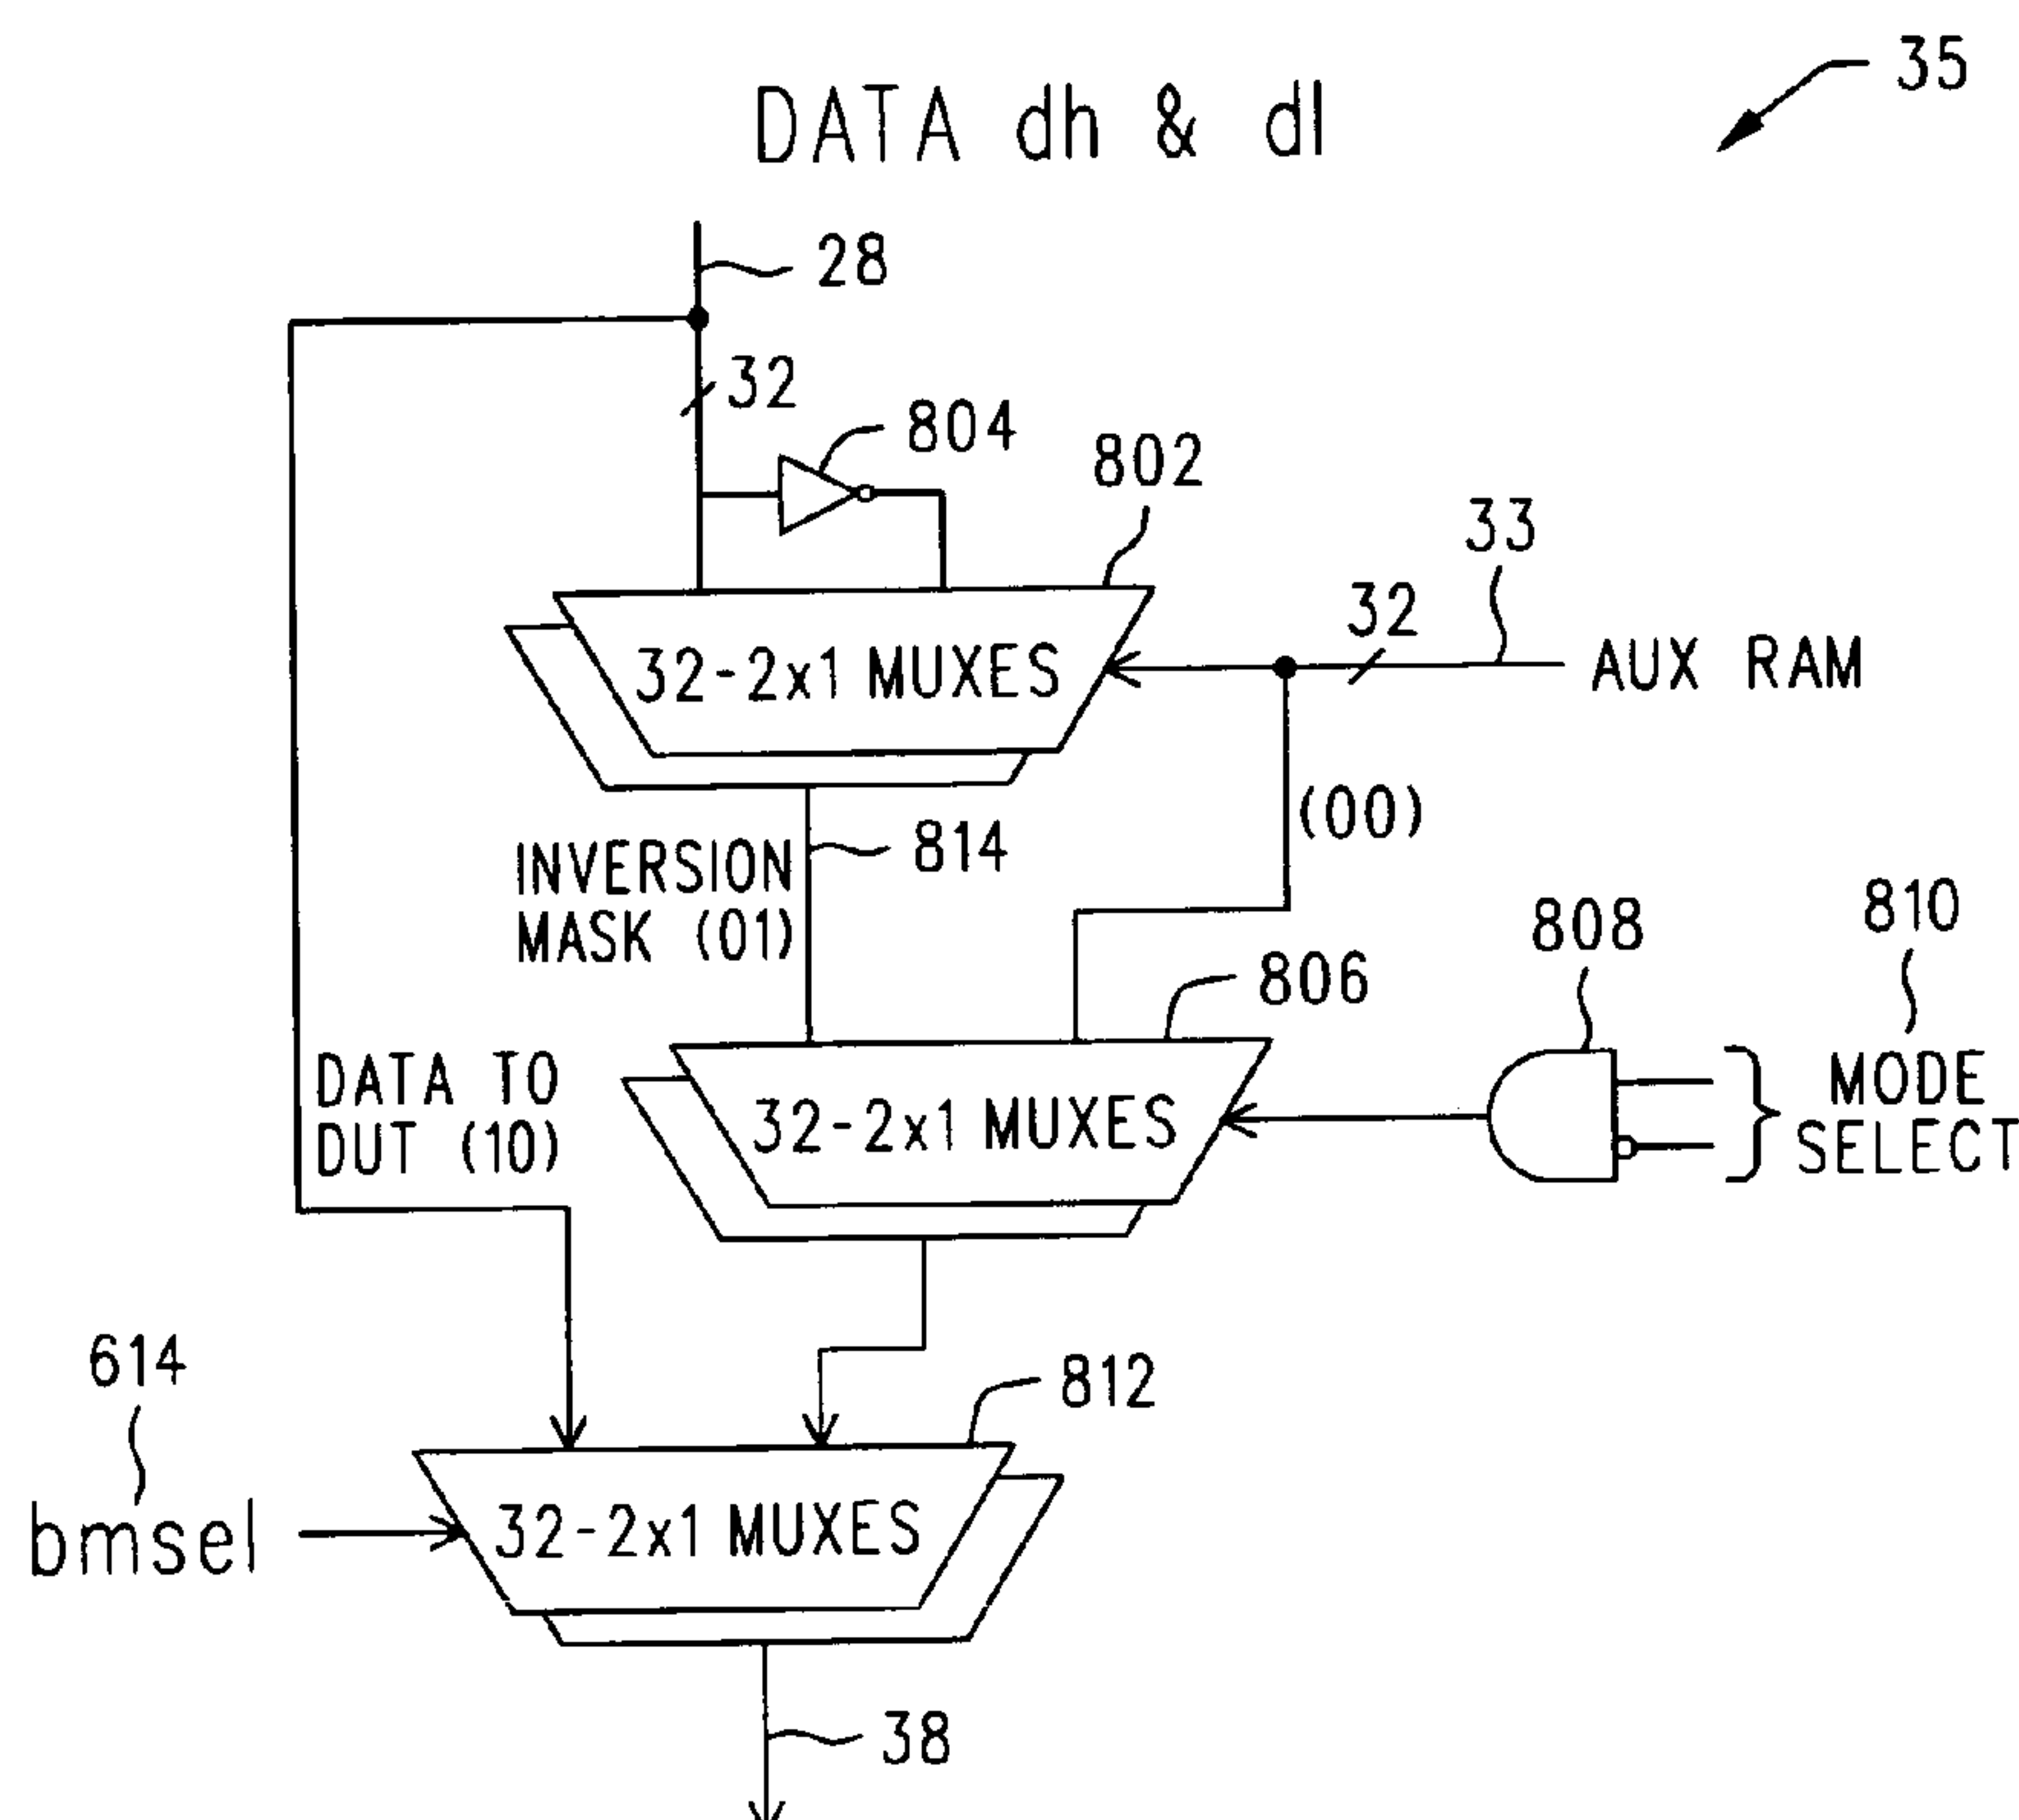 35
DATA dh & dl
28
32
804
802
33
32
32-2x1 MUXES
AUX RAM
(00)
814
INVERSION
MASK (01)
810
808
806
DATA TO
DUT (10)
32-2x1 MUXES
MODE
SELECT
614
812
bmsel
32-2x1 MUXES
38